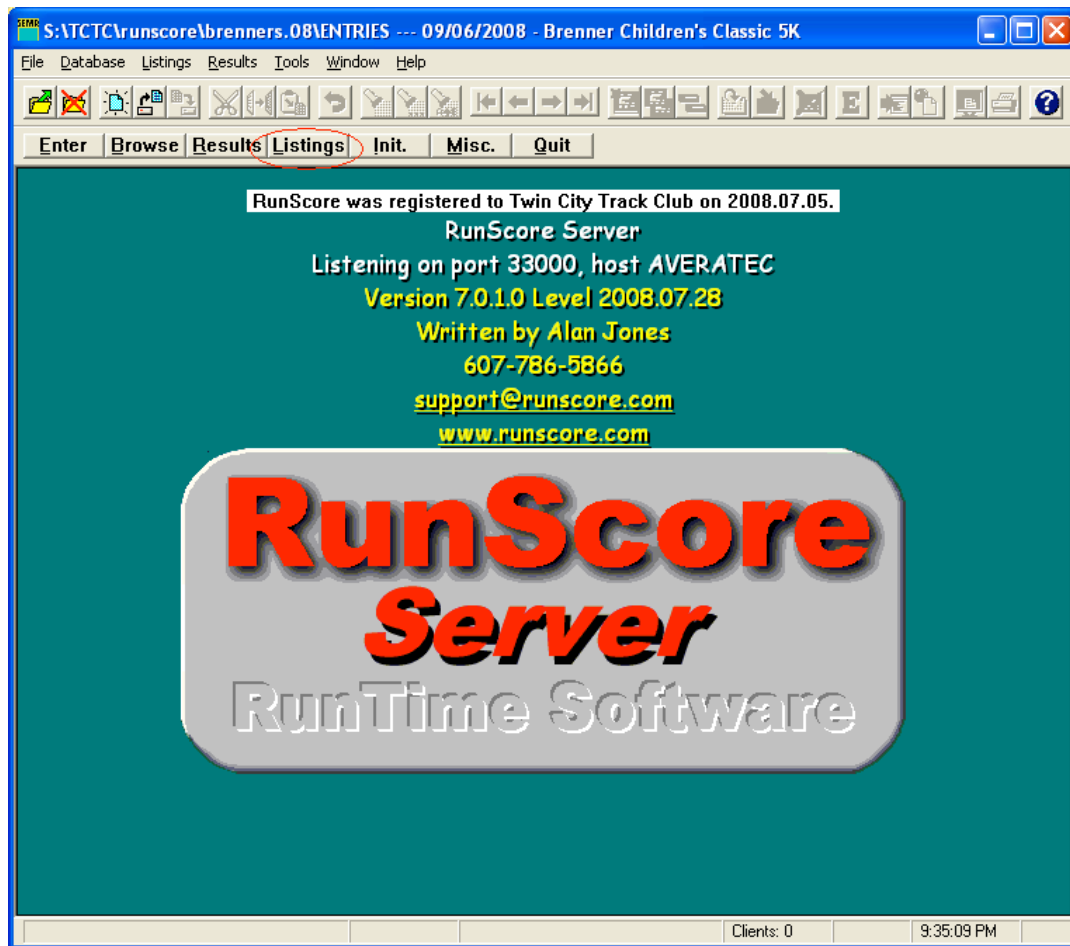 SEMR S:\TCTC\runscore\brenners.08\ENTRIES --- 09/06/2008 - Brenner Children's Classic 5K
File Database Listings Results Tools Window Help
E
Enter Browse Results Listings Init. Misc. Quit
RunScore was registered to Twin City Track Club on 2008.07.05.
RunScore Server
Listening on port 33000, host AVERATEC
Version 7.0.1.0 Level 2008.07.28
Written by Alan Jones
607-786-5866
support@runscore.com
www.runscore.com
RunScore
Server
RunTime Software
Clients: 0 9:35:09 PM